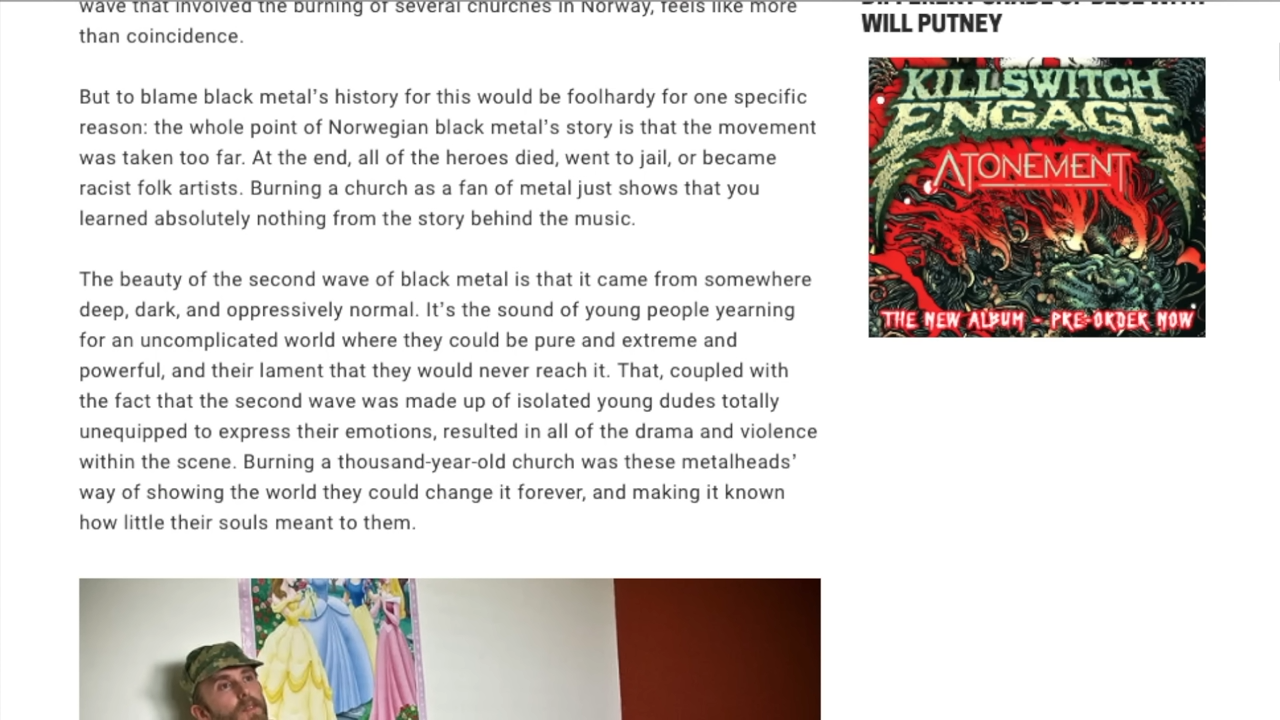 wave that involved the burning of several churches in Norway, feels like more
than coincidence.
But to blame black metal’s history for this would be foolhardy for one specific
reason: the whole point of Norwegian black metal’s story is that the movement
was taken too far. At the end, all of the heroes died, went to jail, or became
racist folk artists. Burning a church as a fan of metal just shows that you
learned absolutely nothing from the story behind the music.
The beauty of the second wave of black metal is that it came from somewhere
deep, dark, and oppressively normal. It’s the sound of young people yearning
for an uncomplicated world where they could be pure and extreme and
powerful, and their lament that they would never reach it. That, coupled with
the fact that the second wave was made up of isolated young dudes totally
unequipped to express their emotions, resulted in all of the drama and violence
within the scene. Burning a thousand-year-old church was these metalheads’
way of showing the world they could change it forever, and making it known
how little their souls meant to them.
DIFFERENT SHADE OF BLUE WITH
WILL PUTNEY
KILLSWITCH
ENGAGE
ATONEMENT
THE NEW ALBUM - PRE-ORDER NOW